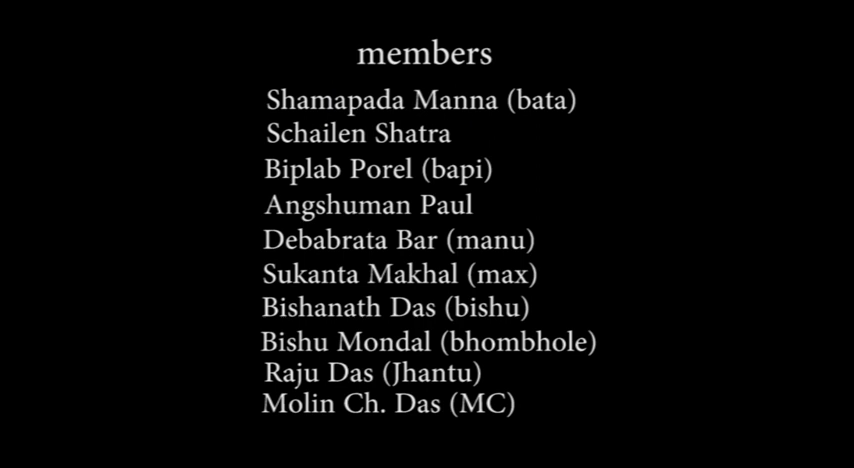 members
Shamapada Manna (bata)
Schailen Shatra
Biplab Porel (bapi)
Angshuman Paul
Debabrata Bar (manu)
Sukanta Makhal (max)
Bishanath Das (bishu)
Bishu Mondal (bhombhole)
Raju Das (Jhantu)
Molin Ch. Das (MC)